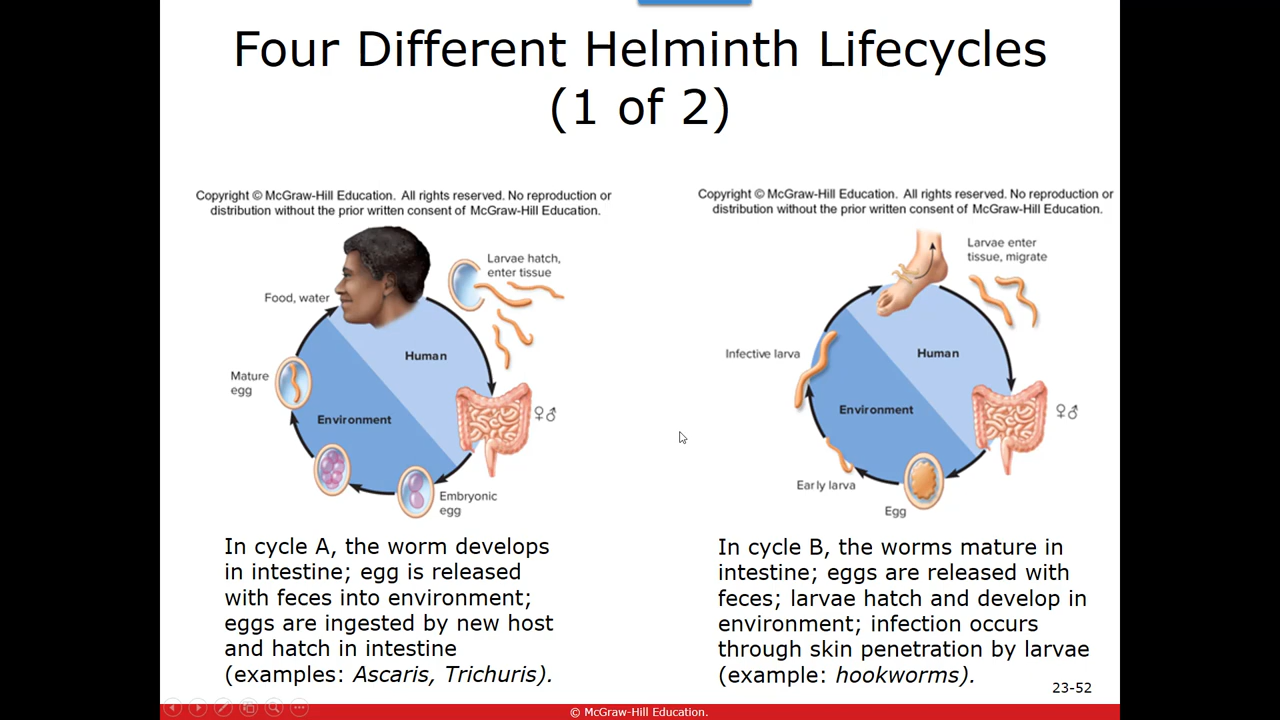 Four Different Helminth Lifecycles
(1 of 2)
Copyright © McGraw-Hill Education. All rights reserved. No reproduction or
distribution without the prior written consent of McGraw-Hill Education.
Larvae hatch,
enter tissue
Food, water
Human
Mature
egg
Environment
♀♂
Embryonic
egg
In cycle A, the worm develops
in intestine; egg is released
with feces into environment;
eggs are ingested by new host
and hatch in intestine
(examples: Ascaris, Trichuris).
Copyright © McGraw-Hill Education. All rights reserved. No reproduction or
distribution without the prior written consent of McGraw-Hill Education.
Larvae enter
tissue, migrate
Infective larva
Human
Environment
♀♂
Early larva
Egg
In cycle B, the worms mature in
intestine; eggs are released with
feces; larvae hatch and develop in
environment; infection occurs
through skin penetration by larvae
(example: hookworms).
23-52
© McGraw-Hill Education.